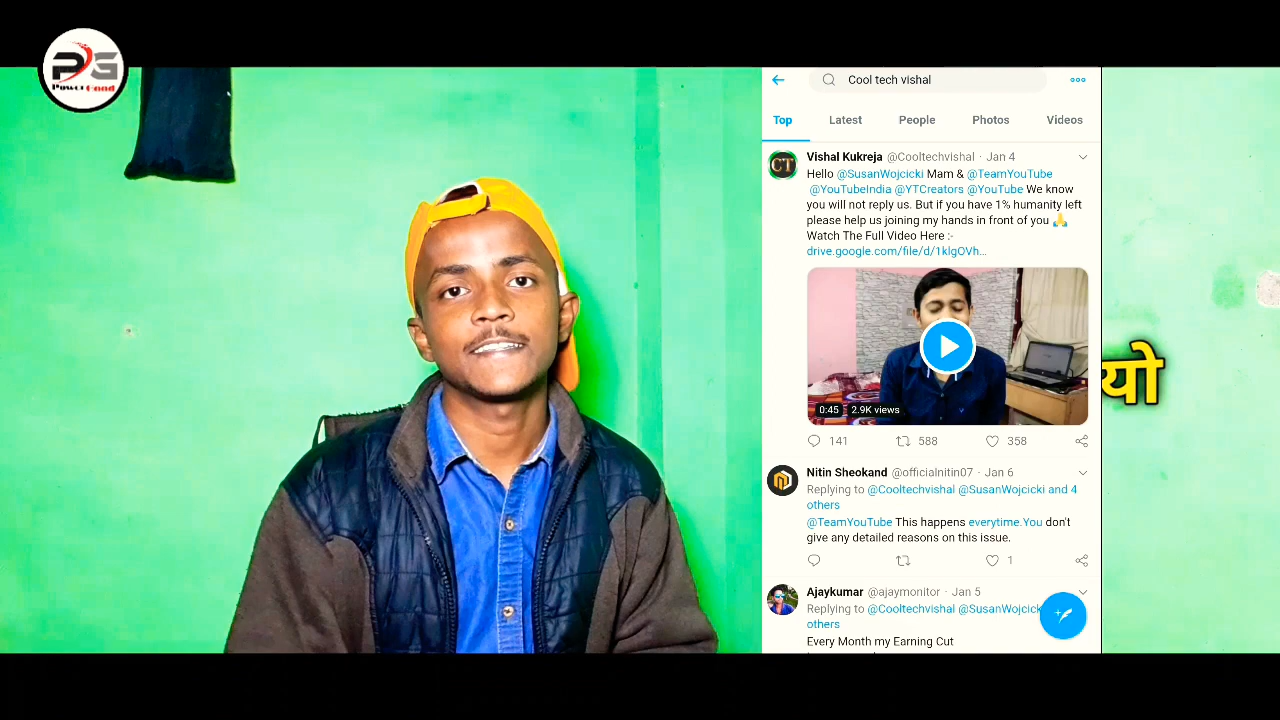 PG
Power Gond
Cool tech vishal
Top Latest People Photos Videos
CT
Vishal Kukreja @Cooltechvishal · Jan 4
Hello @SusanWojcicki Mam & @TeamYouTube
@YouTubeIndia @YTCreators @YouTube We know
you will not reply us. But if you have 1% humanity left
please help us joining my hands in front of you 🙏
Watch The Full Video Here :-
drive.google.com/file/d/1klgOVh…
0:45 2.9K views
141 588 358
यो
Nitin Sheokand @officialnitin07 · Jan 6
Replying to @Cooltechvishal @SusanWojcicki and 4
others
@TeamYouTube This happens everytime.You don't
give any detailed reasons on this issue.
1
Ajaykumar @ajaymonitor · Jan 5
Replying to @Cooltechvishal @SusanWojcick
others
Every Month my Earning Cut